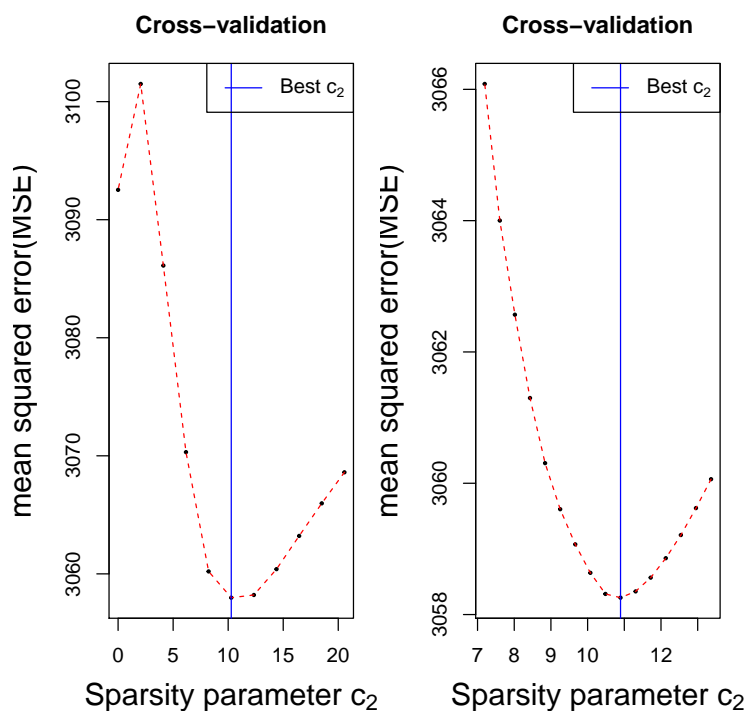 Cross−validation
Best c2
mean squared error(MSE)
3060
3070
3080
3090
3100
0 5 10 15 20
Sparsity parameter c2
Cross−validation
Best c2
mean squared error(MSE)
3058
3060
3062
3064
3066
7 8 9 10 12
Sparsity parameter c2